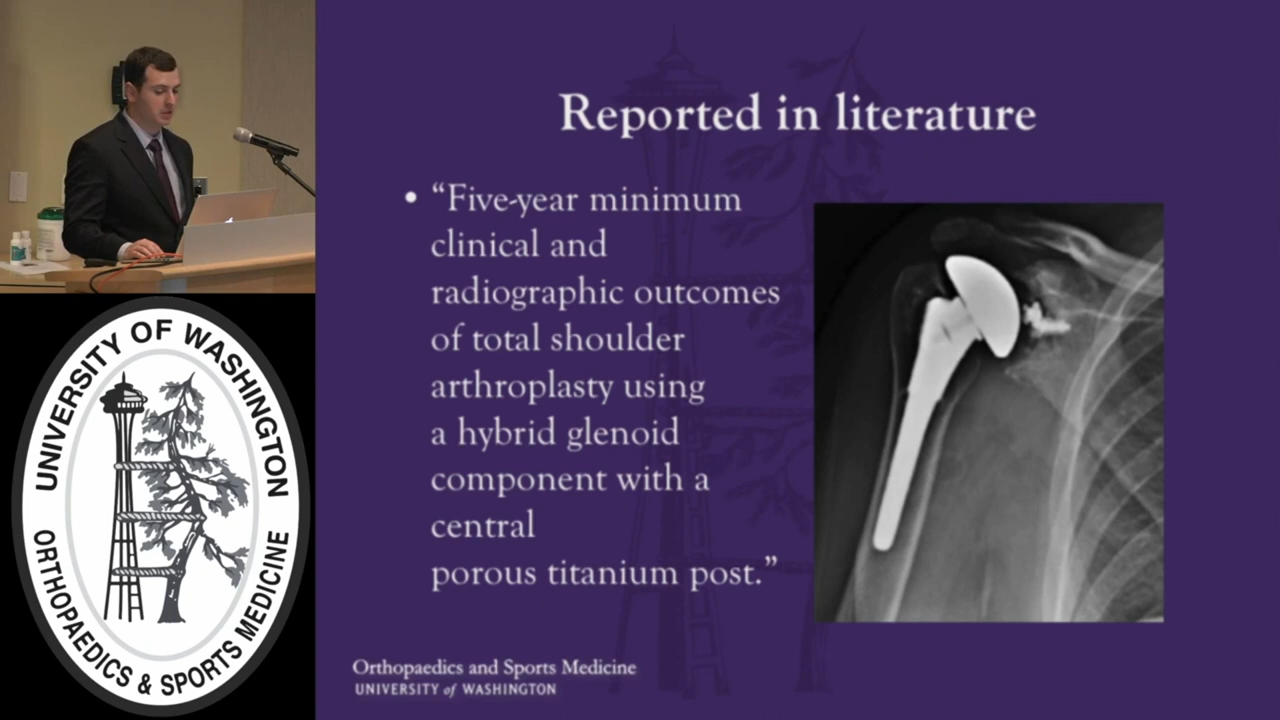 Reported in literature
• “Five-year minimum
clinical and
radiographic outcomes
of total shoulder
arthroplasty using
a hybrid glenoid
component with a
central
porous titanium post.”
Orthopaedics and Sports Medicine
UNIVERSITY of WASHINGTON
UNIVERSITY OF WASHINGTON
ORTHOPAEDICS & SPORTS MEDICINE